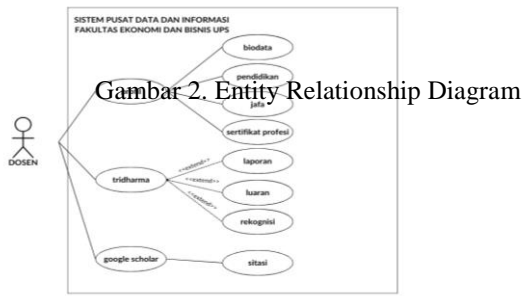 SISTEM PUSAT DATA DAN INFORMASI
FAKULTAS EKONOMI DAN BISNIS UPS
biodata
pendidikan
Gambar 2. Entity Relationship Diagram
jafa
sertifikat profesi
DOSEN
<<extend>>
laporan
tridharma
<<extend>>
luaran
<<extend>>
rekognisi
google scholar
sitasi